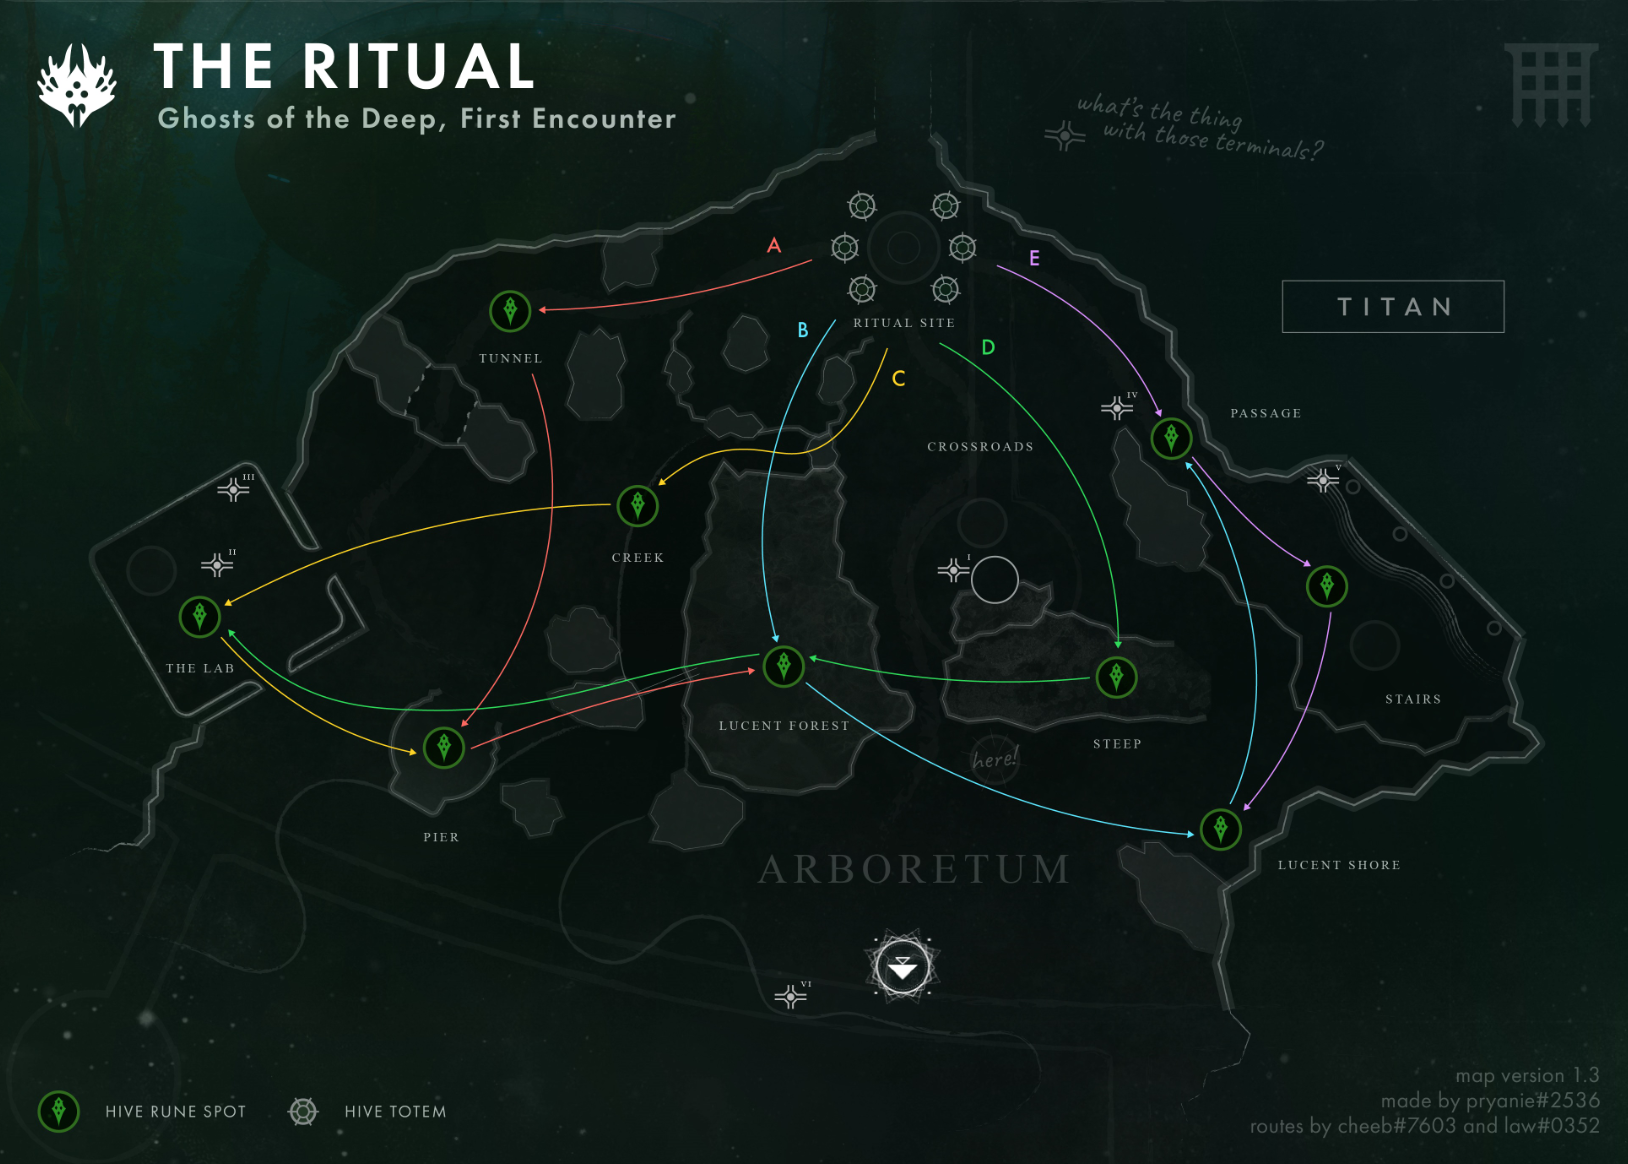 THE RITUAL
Ghosts of the Deep, First Encounter
what's the thing
with those terminals?
A
E
TITAN
B
RITUAL SITE
D
TUNNEL
C
IV
PASSAGE
CROSSROADS
V
III
II
CREEK
I
THE LAB
STAIRS
LUCENT FOREST
STEEP
here!
PIER
ARBORETUM
LUCENT SHORE
VI
map version 1.3
made by pryanie#2536
routes by cheeb#7603 and law#0352
HIVE RUNE SPOT
HIVE TOTEM